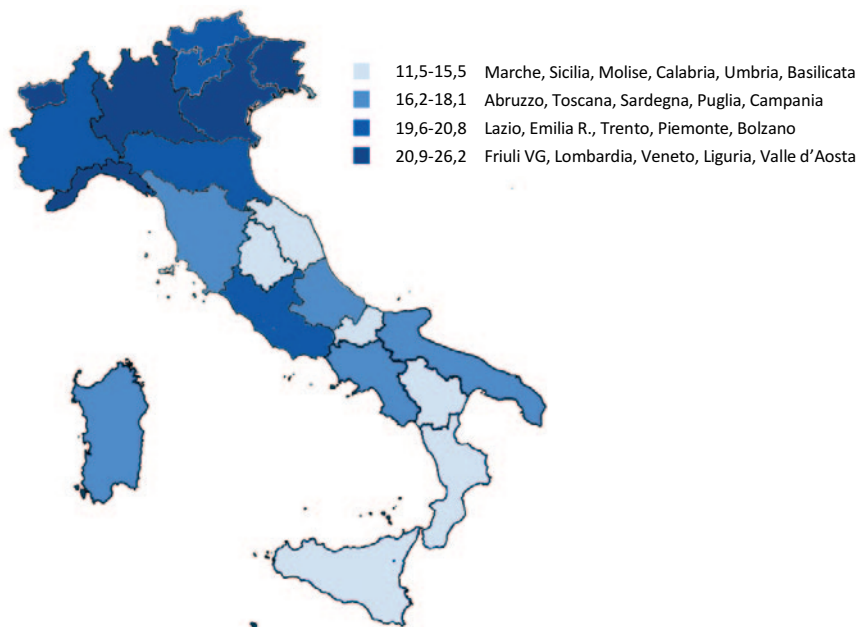 11,5-15,5 Marche, Sicilia, Molise, Calabria, Umbria, Basilicata
16,2-18,1 Abruzzo, Toscana, Sardegna, Puglia, Campania
19,6-20,8 Lazio, Emilia R., Trento, Piemonte, Bolzano
20,9-26,2 Friuli VG, Lombardia, Veneto, Liguria, Valle d’Aosta